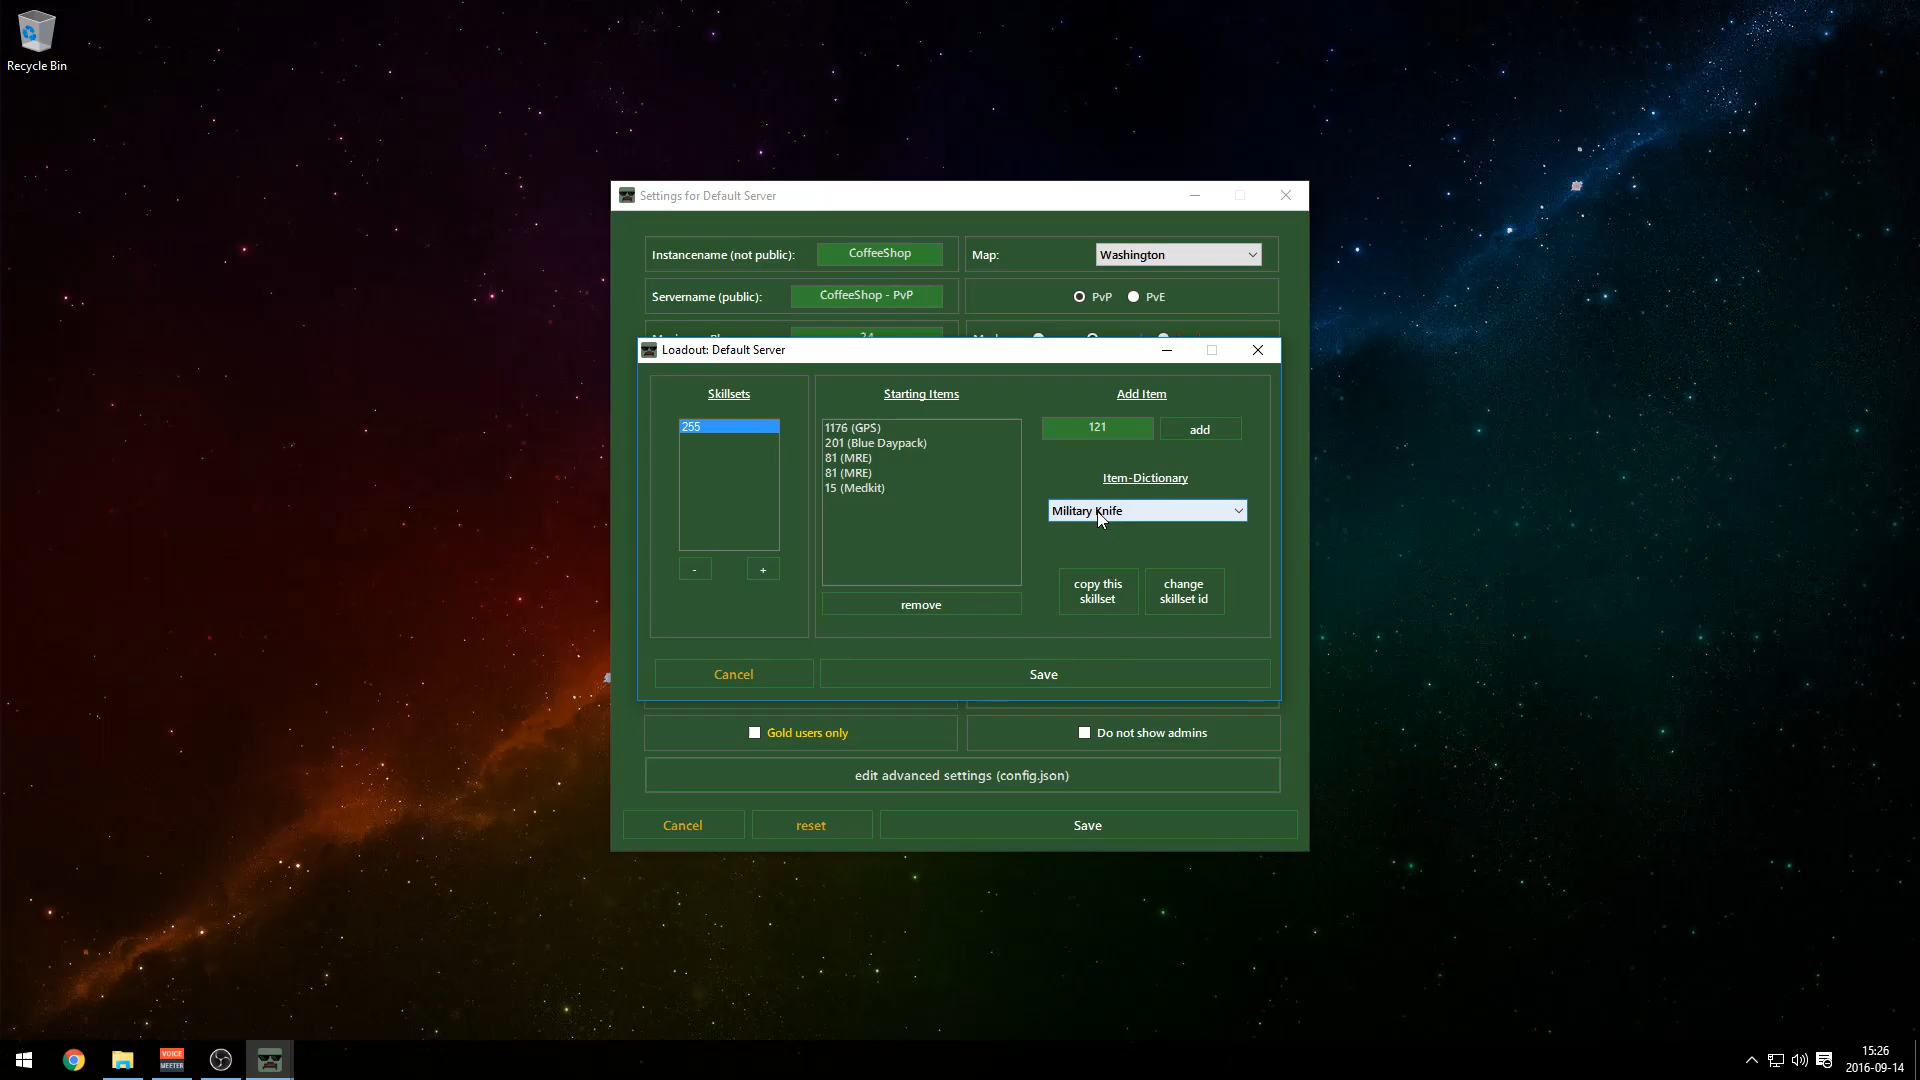 Recycle Bin
Settings for Default Server
Instancename (not public):
CoffeeShop
Map:
Washington
Servername (public):
CoffeeShop - PvP
PvP
PvE
24
Loadout: Default Server
Skillsets
Starting Items
Add Item
255
1176 (GPS)
201 (Blue Daypack)
81 (MRE)
81 (MRE)
15 (Medkit)
121
add
Item-Dictionary
Military Knife
-
+
copy this
skillset
change
skillset id
remove
Cancel
Save
Gold users only
Do not show admins
edit advanced settings (config.json)
Cancel
reset
Save
VOICE
MEETER
15:26
2016-09-14